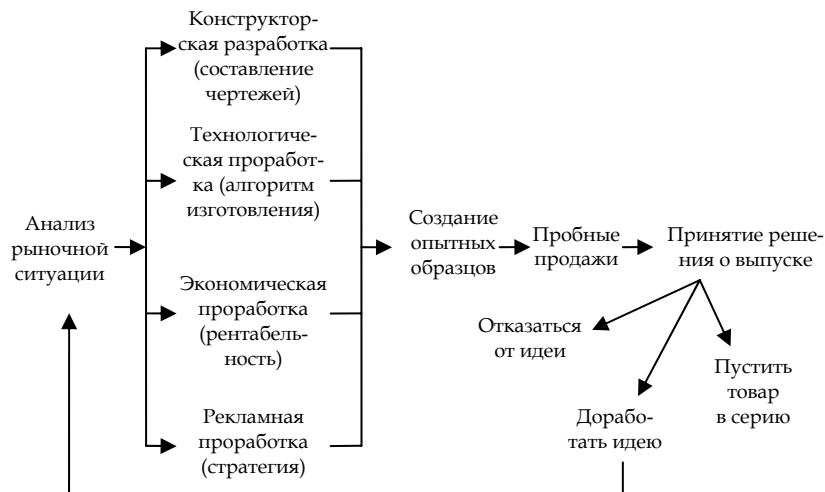 Конструктор-
ская разработка
(составление
чертежей)
Технологиче-
ская проработ-
ка (алгоритм
изготовления)
Анализ
рыночной
ситуации
Экономическая
проработка
(рентабель-
ность)
Рекламная
проработка
(стратегия)
Создание
опытных
образцов
Пробные
продажи
Принятие реше-
ния о выпуске
Отказаться
от идеи
Дорабо-
тать идею
Пустить
товар
в серию